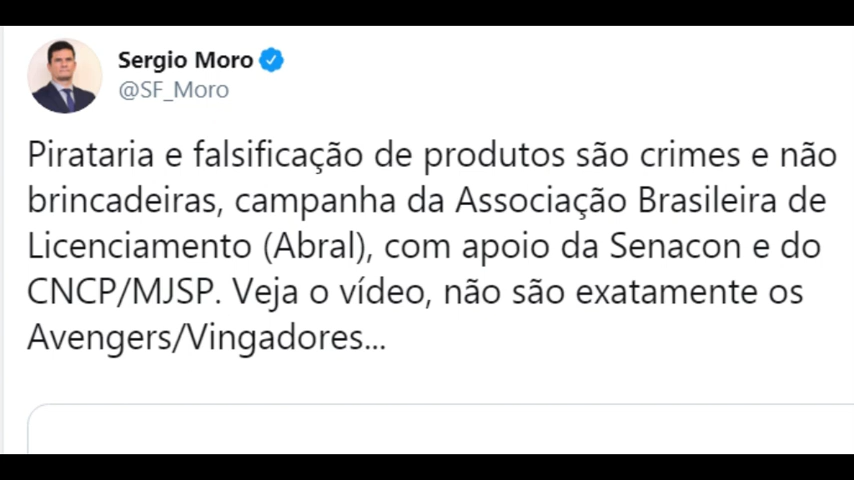 Sergio Moro
@SF_Moro
Pirataria e falsificação de produtos são crimes e não
brincadeiras, campanha da Associação Brasileira de
Licenciamento (Abral), com apoio da Senacon e do
CNCP/MJSP. Veja o vídeo, não são exatamente os
Avengers/Vingadores...